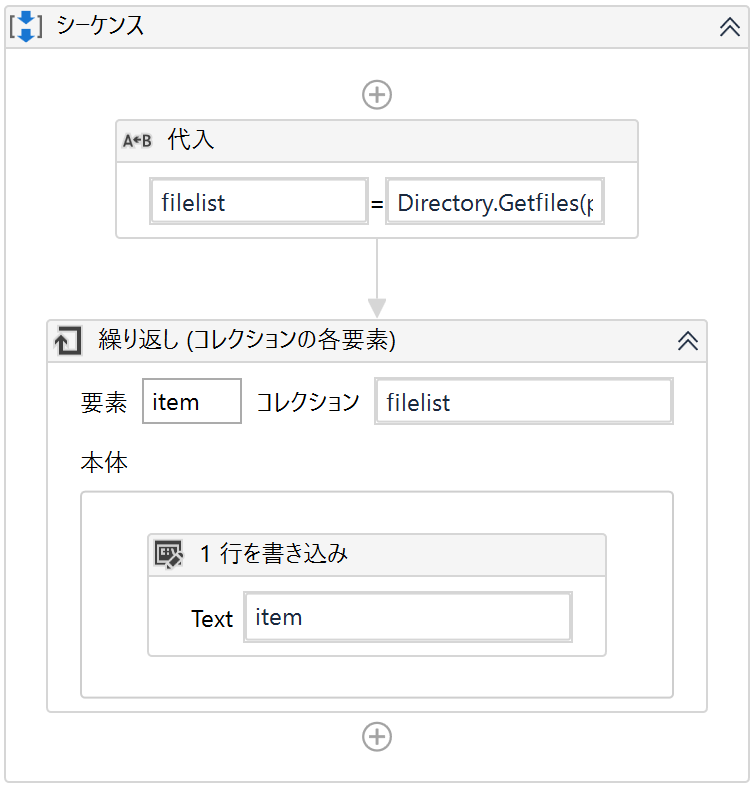 シーケンス
A←B 代入
filelist = Directory.Getfiles(p
繰り返し (コレクションの各要素)
要素 item コレクション filelist
本体
1 行を書き込み
Text item